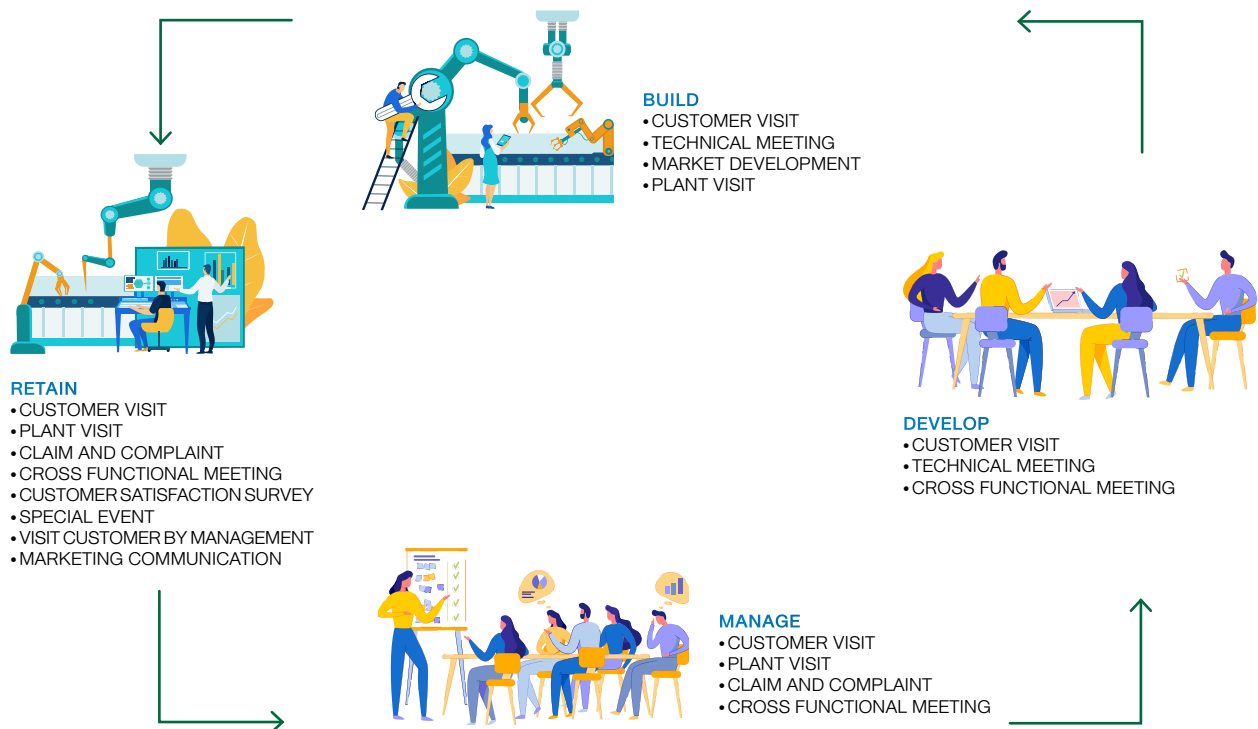 BUILD
• CUSTOMER VISIT
• TECHNICAL MEETING
• MARKET DEVELOPMENT
• PLANT VISIT
RETAIN
• CUSTOMER VISIT
• PLANT VISIT
• CLAIM AND COMPLAINT
• CROSS FUNCTIONAL MEETING
• CUSTOMER SATISFACTION SURVEY
• SPECIAL EVENT
• VISIT CUSTOMER BY MANAGEMENT
• MARKETING COMMUNICATION
DEVELOP
• CUSTOMER VISIT
• TECHNICAL MEETING
• CROSS FUNCTIONAL MEETING
MANAGE
• CUSTOMER VISIT
• PLANT VISIT
• CLAIM AND COMPLAINT
• CROSS FUNCTIONAL MEETING